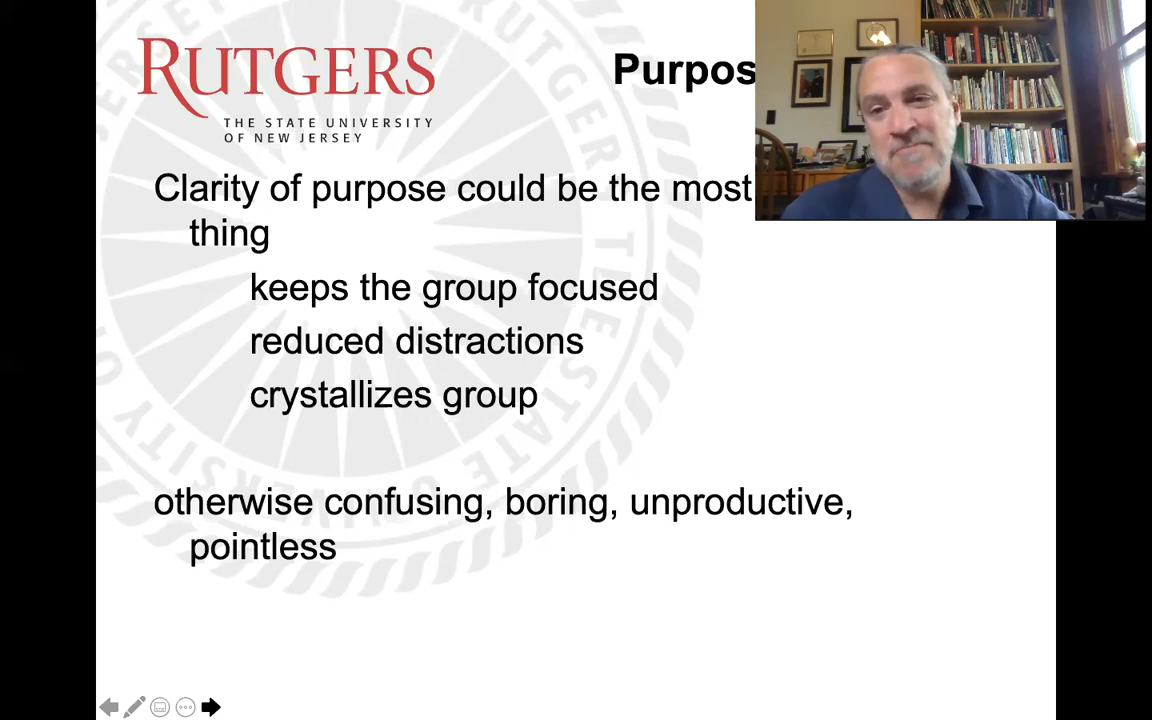 RUTGERS
THE STATE UNIVERSITY
OF NEW JERSEY
Purpos
Clarity of purpose could be the most
thing
keeps the group focused
reduced distractions
crystallizes group
otherwise confusing, boring, unproductive,
pointless